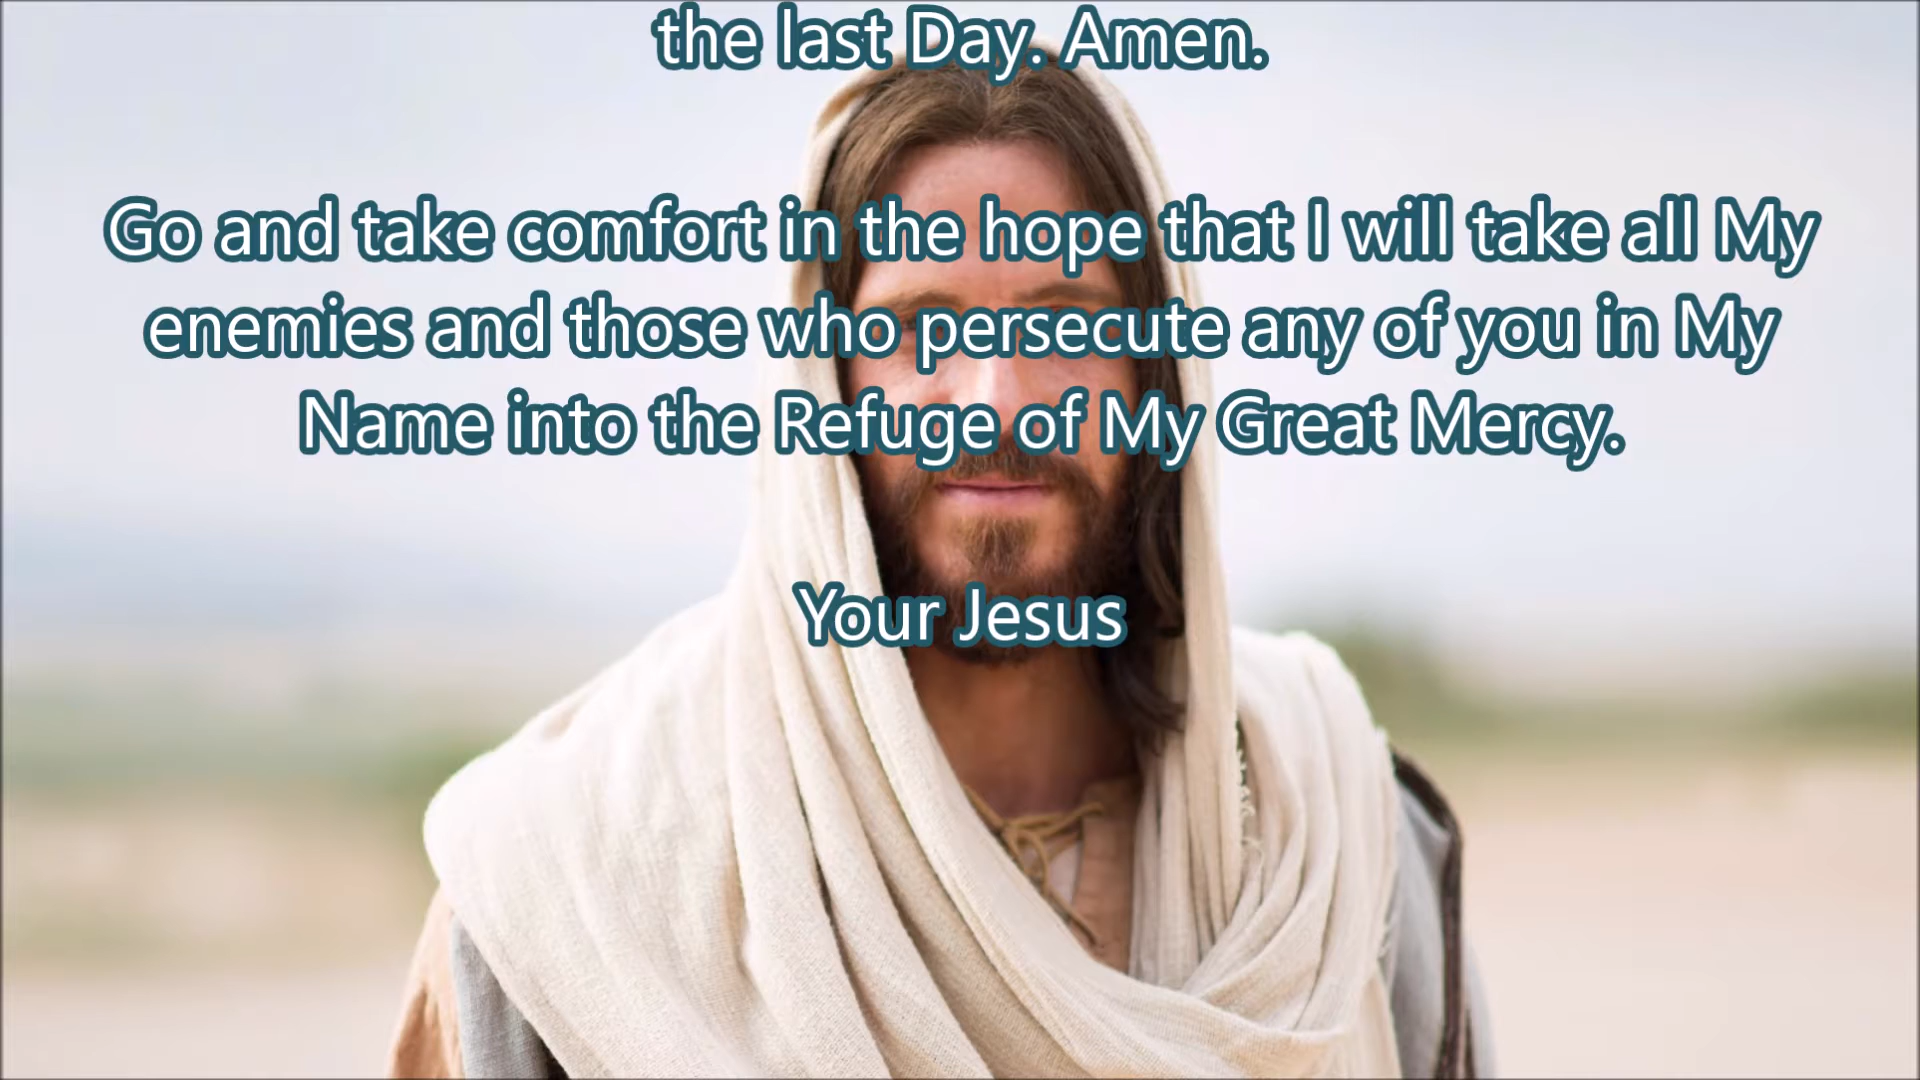 the last Day. Amen.
Go and take comfort in the hope that I will take all My
enemies and those who persecute any of you in My
Name into the Refuge of My Great Mercy.
Your Jesus